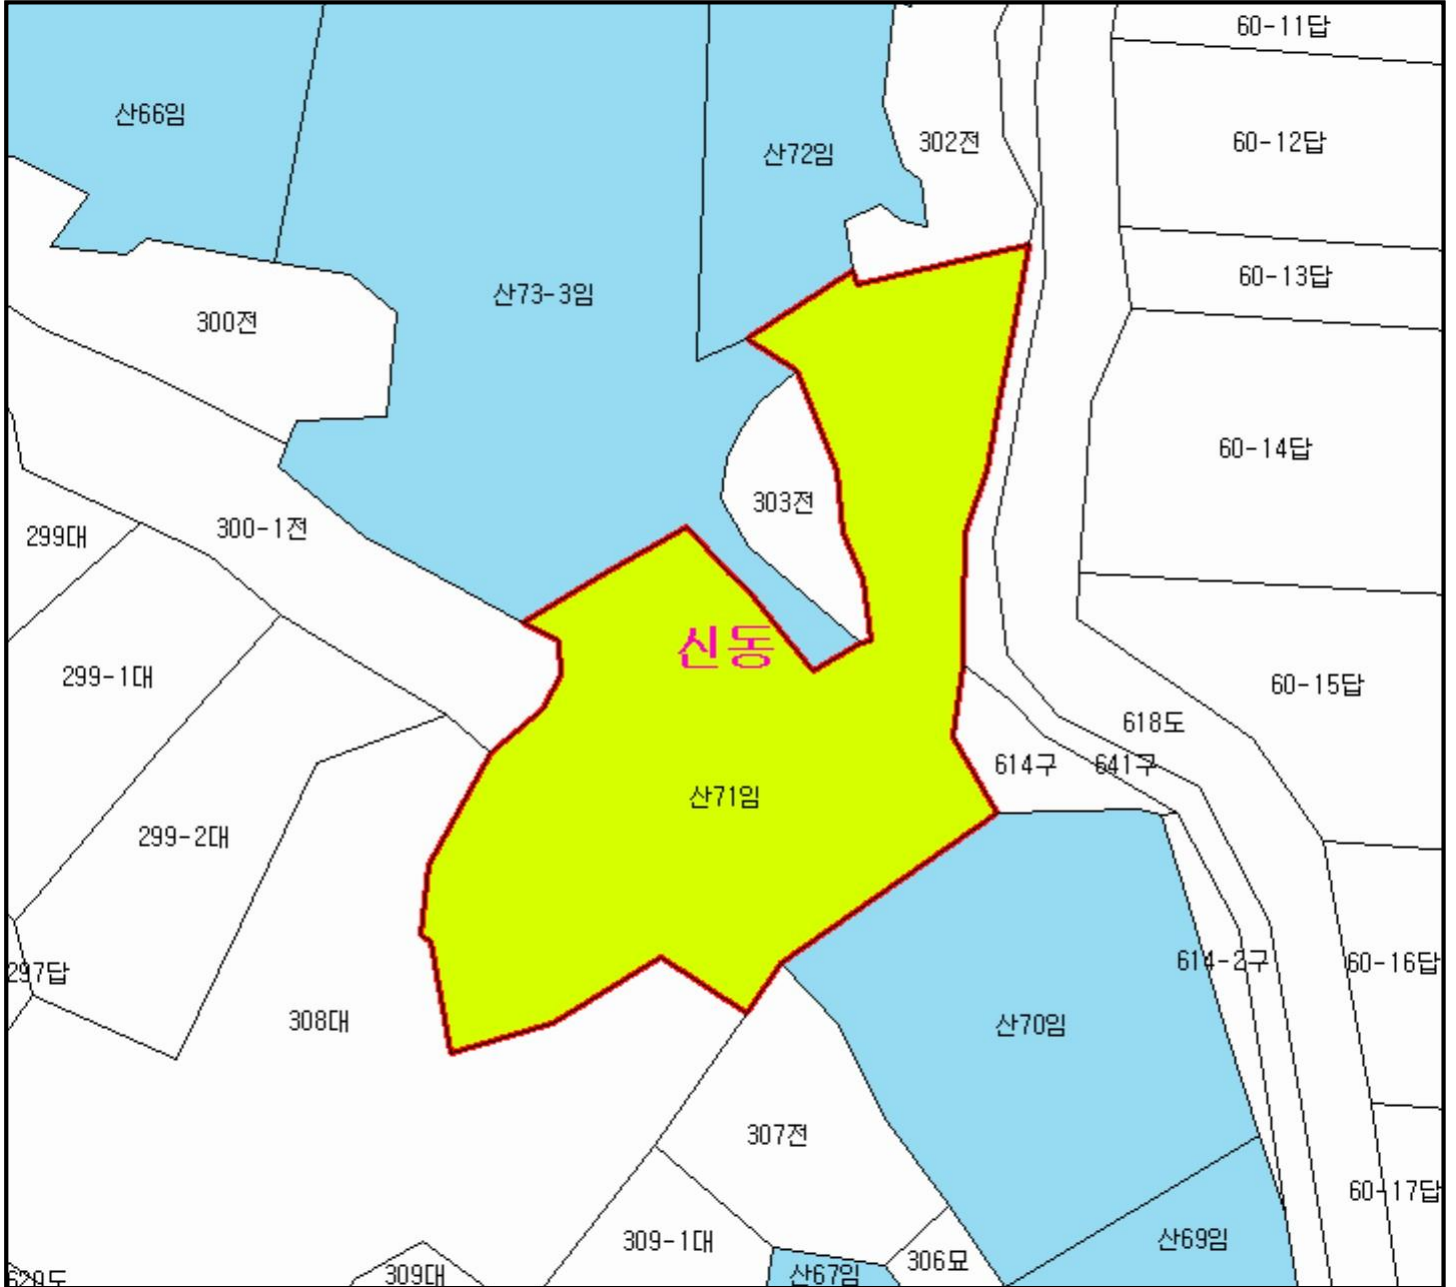 60-11답
산66임
60-12답
302전
산72임
60-13답
산73-3임
300전
60-14답
303전
300-1전
299대
신동
299-1대
60-15답
618도
614구
641구
산71임
299-2대
297답
614-2구
60-16답
308대
산70임
307전
60-17답
309-1대
산69임
306묘
309대
산67임